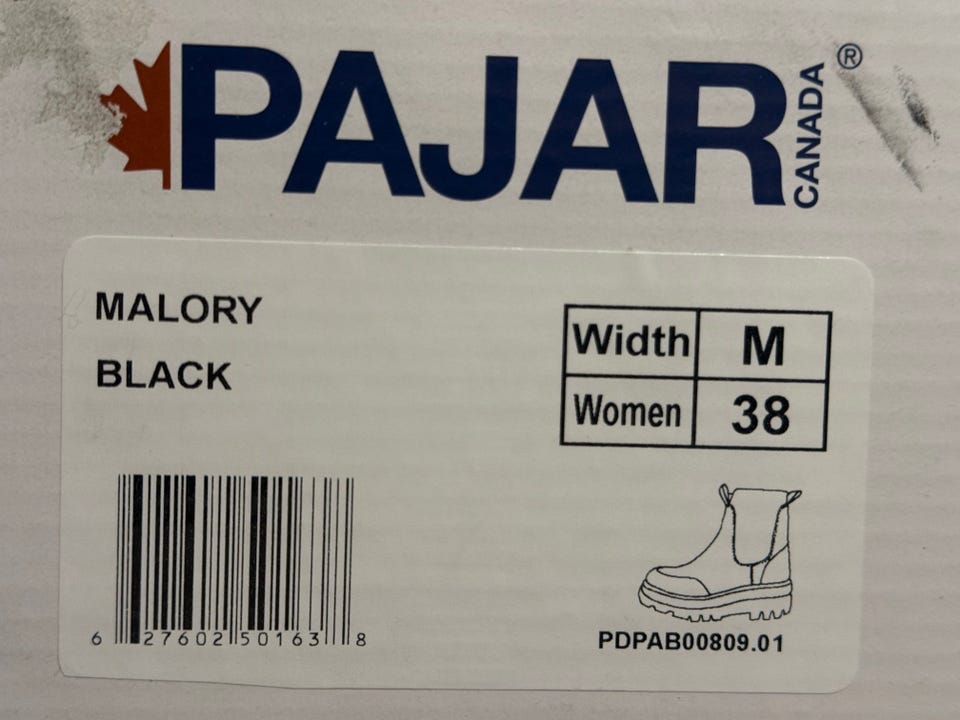 PAJAR
CANADA
®
MALORY
BLACK
Width M
Women 38
6 27602 50163 8
PDPAB00809.01